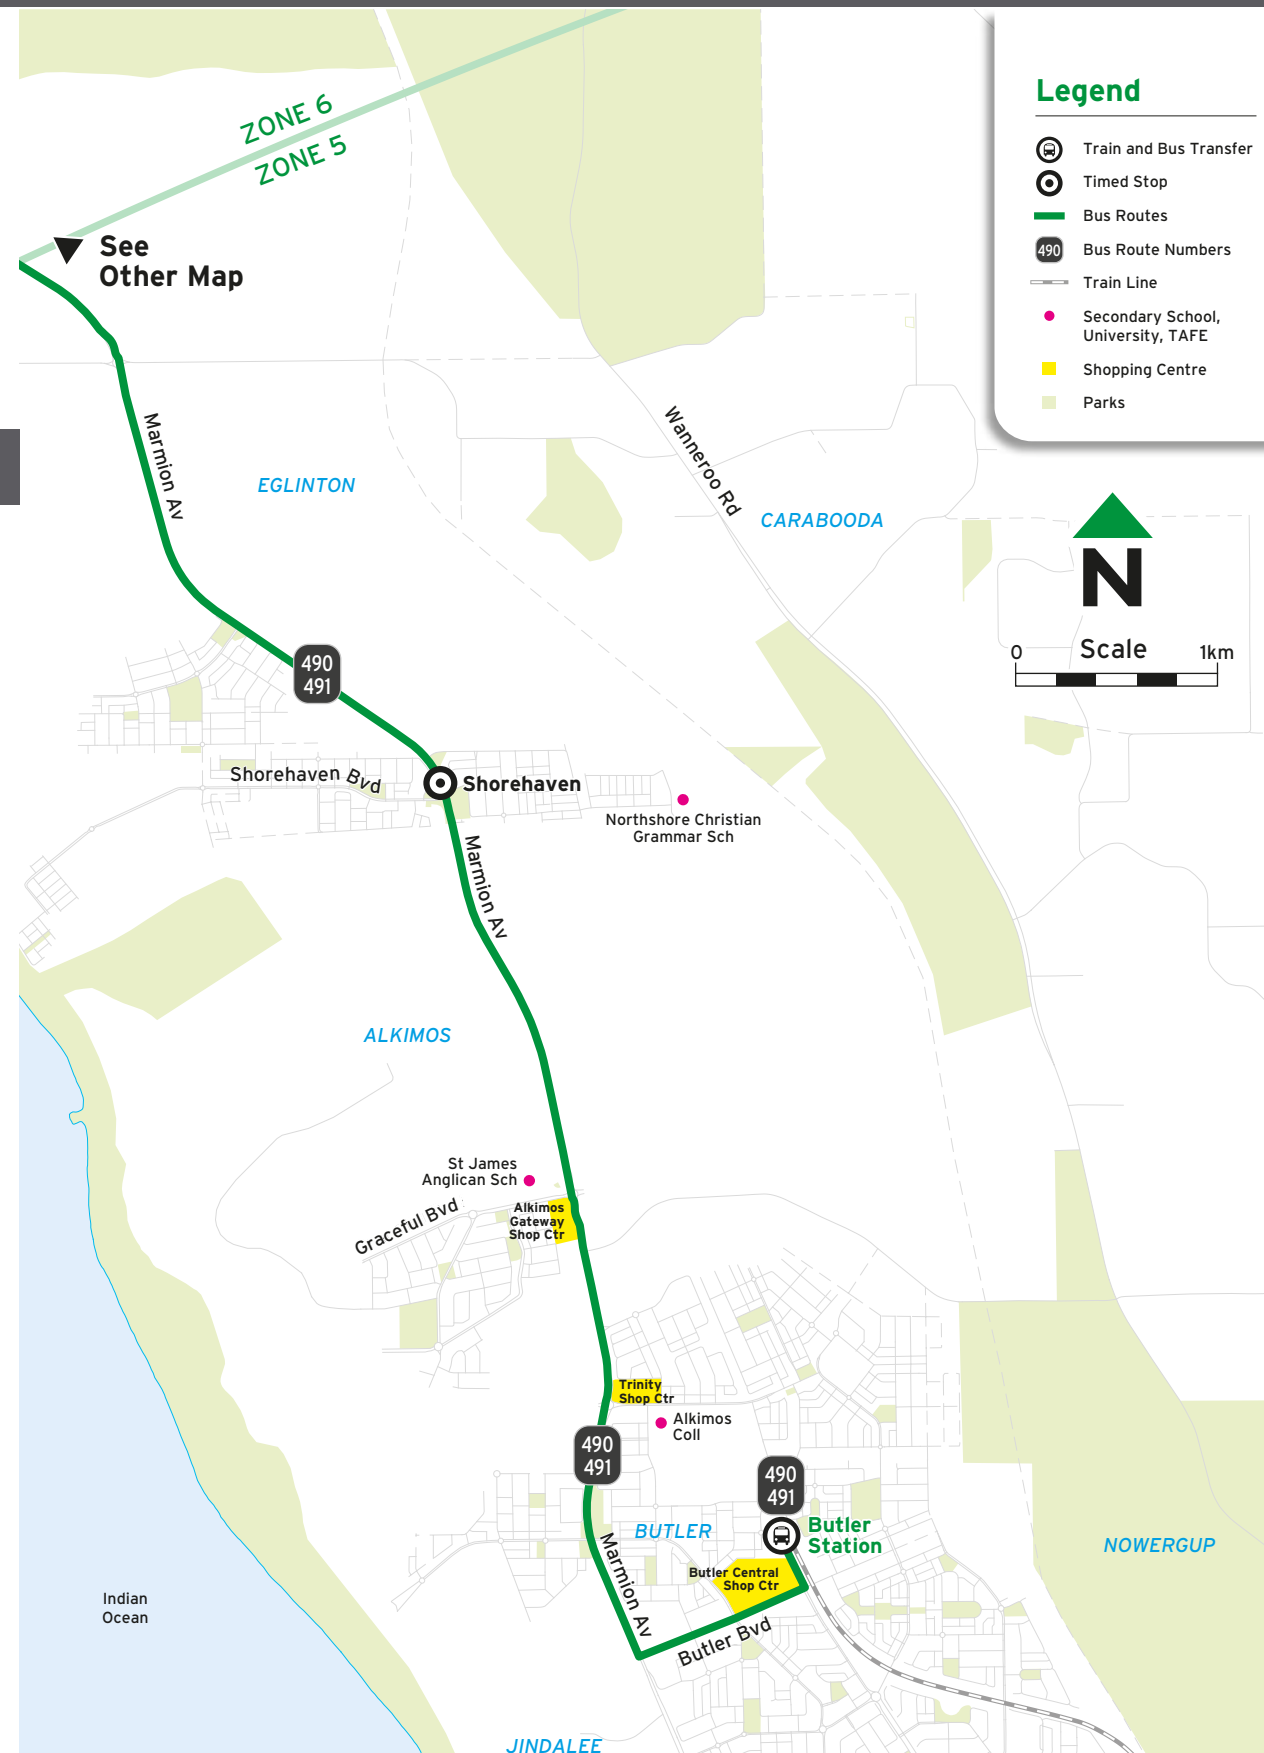 ZONE 6
ZONE 5
See
Other Map
Legend
Train and Bus Transfer
Timed Stop
Bus Routes
490
Bus Route Numbers
Train Line
Secondary School,
University, TAFE
Shopping Centre
Parks
N
0 Scale 1km
Marmion Av
EGLINTON
Wanneroo Rd
CARABOODA
490
491
Shorehaven Bvd
Shorehaven
Northshore Christian
Grammar Sch
Marmion Av
ALKIMOS
St James
Anglican Sch
Graceful Bvd
Alkimos
Gateway
Shop Ctr
Trinity
Shop Ctr
Alkimos
Coll
490
491
490
491
BUTLER
Butler
Station
NOWERGUP
Butler Central
Shop Ctr
Marmion Av
Butler Bvd
Indian
Ocean
JINDALEE